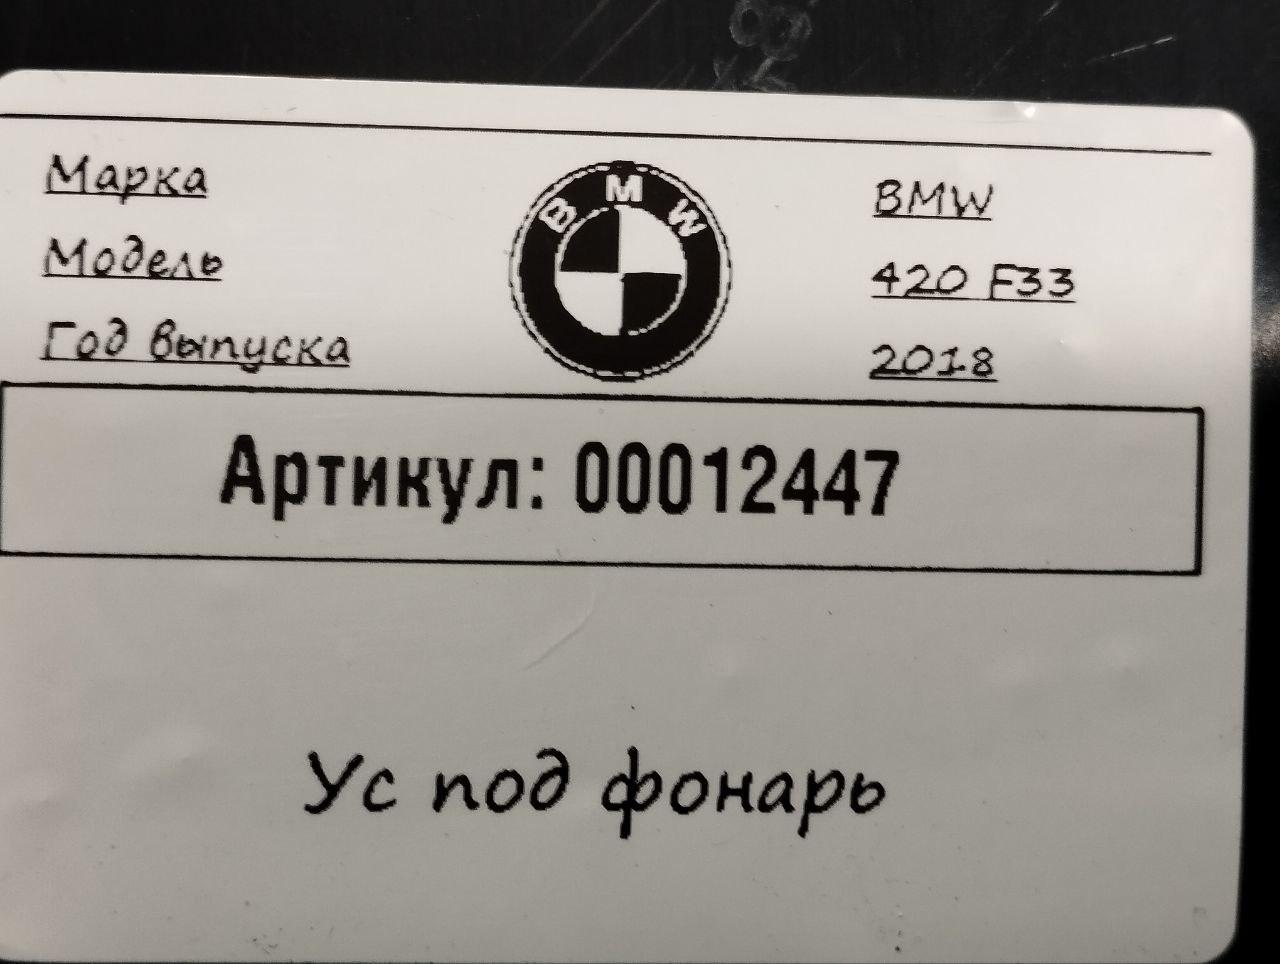 Марка BMW
Модель 420 F33
Год выпуска 2018
BMW
Артикул: 00012447
Ус под фонарь